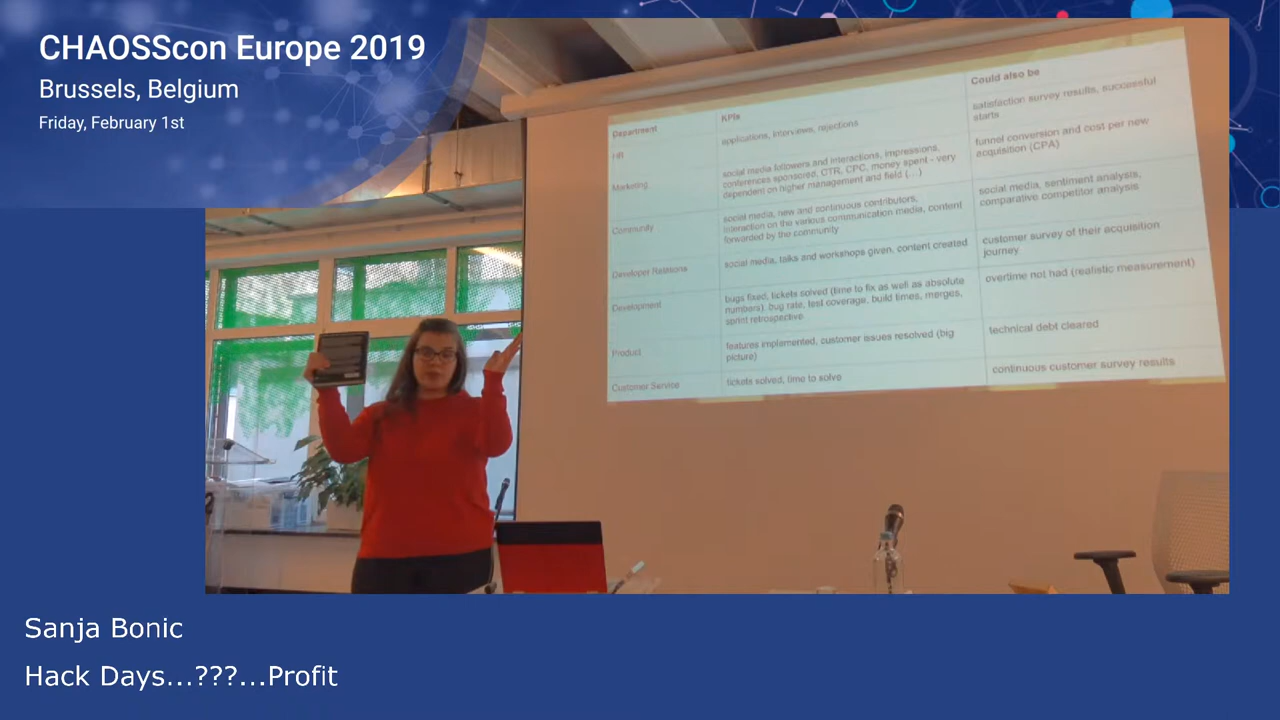 CHAOSScon Europe 2019
Brussels, Belgium
Friday, February 1st
Department
KPIs
Could also be
HR
applications, interviews, rejections
satisfaction survey results, successful
starts
Marketing
social media followers and interactions, impressions,
conferences sponsored, CTR, CPC, money spent - very
dependent on higher management and field (...)
funnel conversion and cost per new
acquisition (CPA)
Community
social media, new and continuous contributors,
interaction on the various communication media, content
forwarded by the community
social media, sentiment analysis,
comparative competitor analysis
Developer Relations
social media, talks and workshops given, content created
customer survey of their acquisition
journey
Development
bugs fixed, tickets solved (time to fix as well as absolute
numberd), bug rate, test coverage, build times, merges,
sprint retrospective
overtime not had (realistic measurement)
Product
features implemented, customer issues resolved (big
picture)
technical debt cleared
Customer Service
tickets solved, time to solve
continuous customer survey results
Sanja Bonic
Hack Days...???...Profit